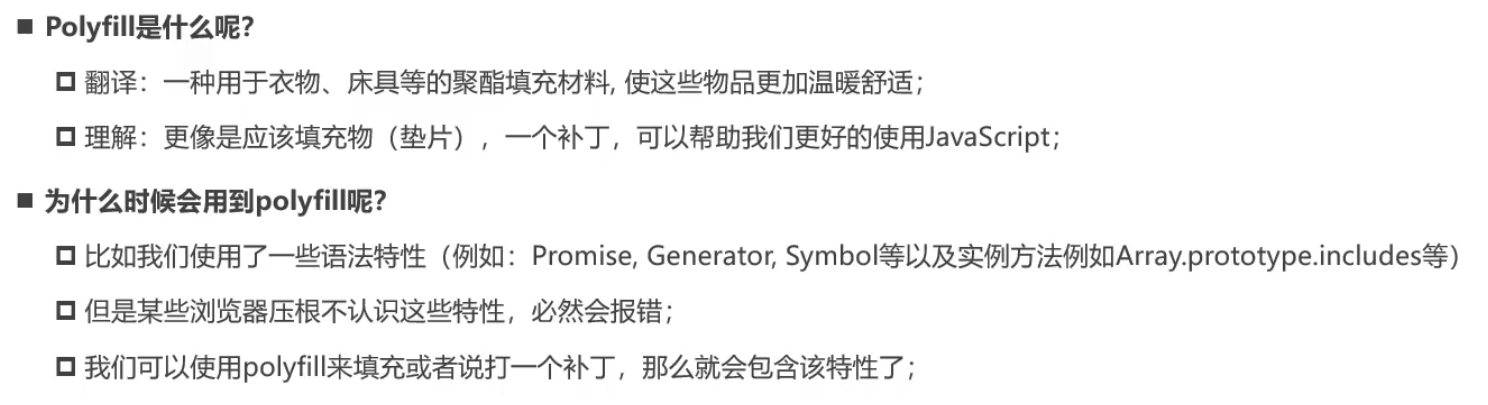 ■ Polyfill是什么呢？
翻译：一种用于衣物、床具等的聚酯填充材料, 使这些物品更加温暖舒适；
理解：更像是应该填充物（垫片），一个补丁，可以帮助我们更好的使用JavaScript；
■ 为什么时候会用到polyfill呢？
比如我们使用了一些语法特性（例如：Promise, Generator, Symbol等以及实例方法例如Array.prototype.includes等）
但是某些浏览器压根不认识这些特性，必然会报错；
我们可以使用polyfill来填充或者说打一个补丁，那么就会包含该特性了；